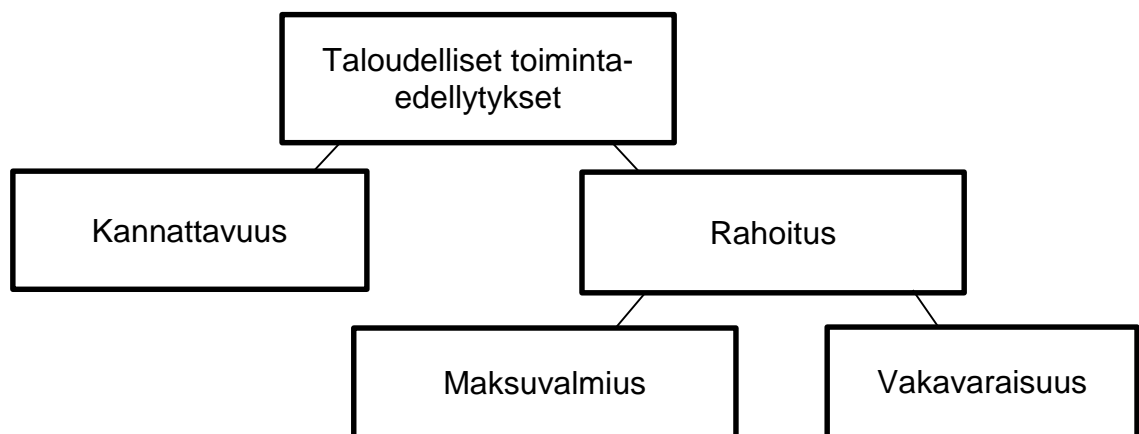 Taloudelliset toiminta-
edellytykset
Kannattavuus
Rahoitus
Maksuvalmius
Vakavaraisuus